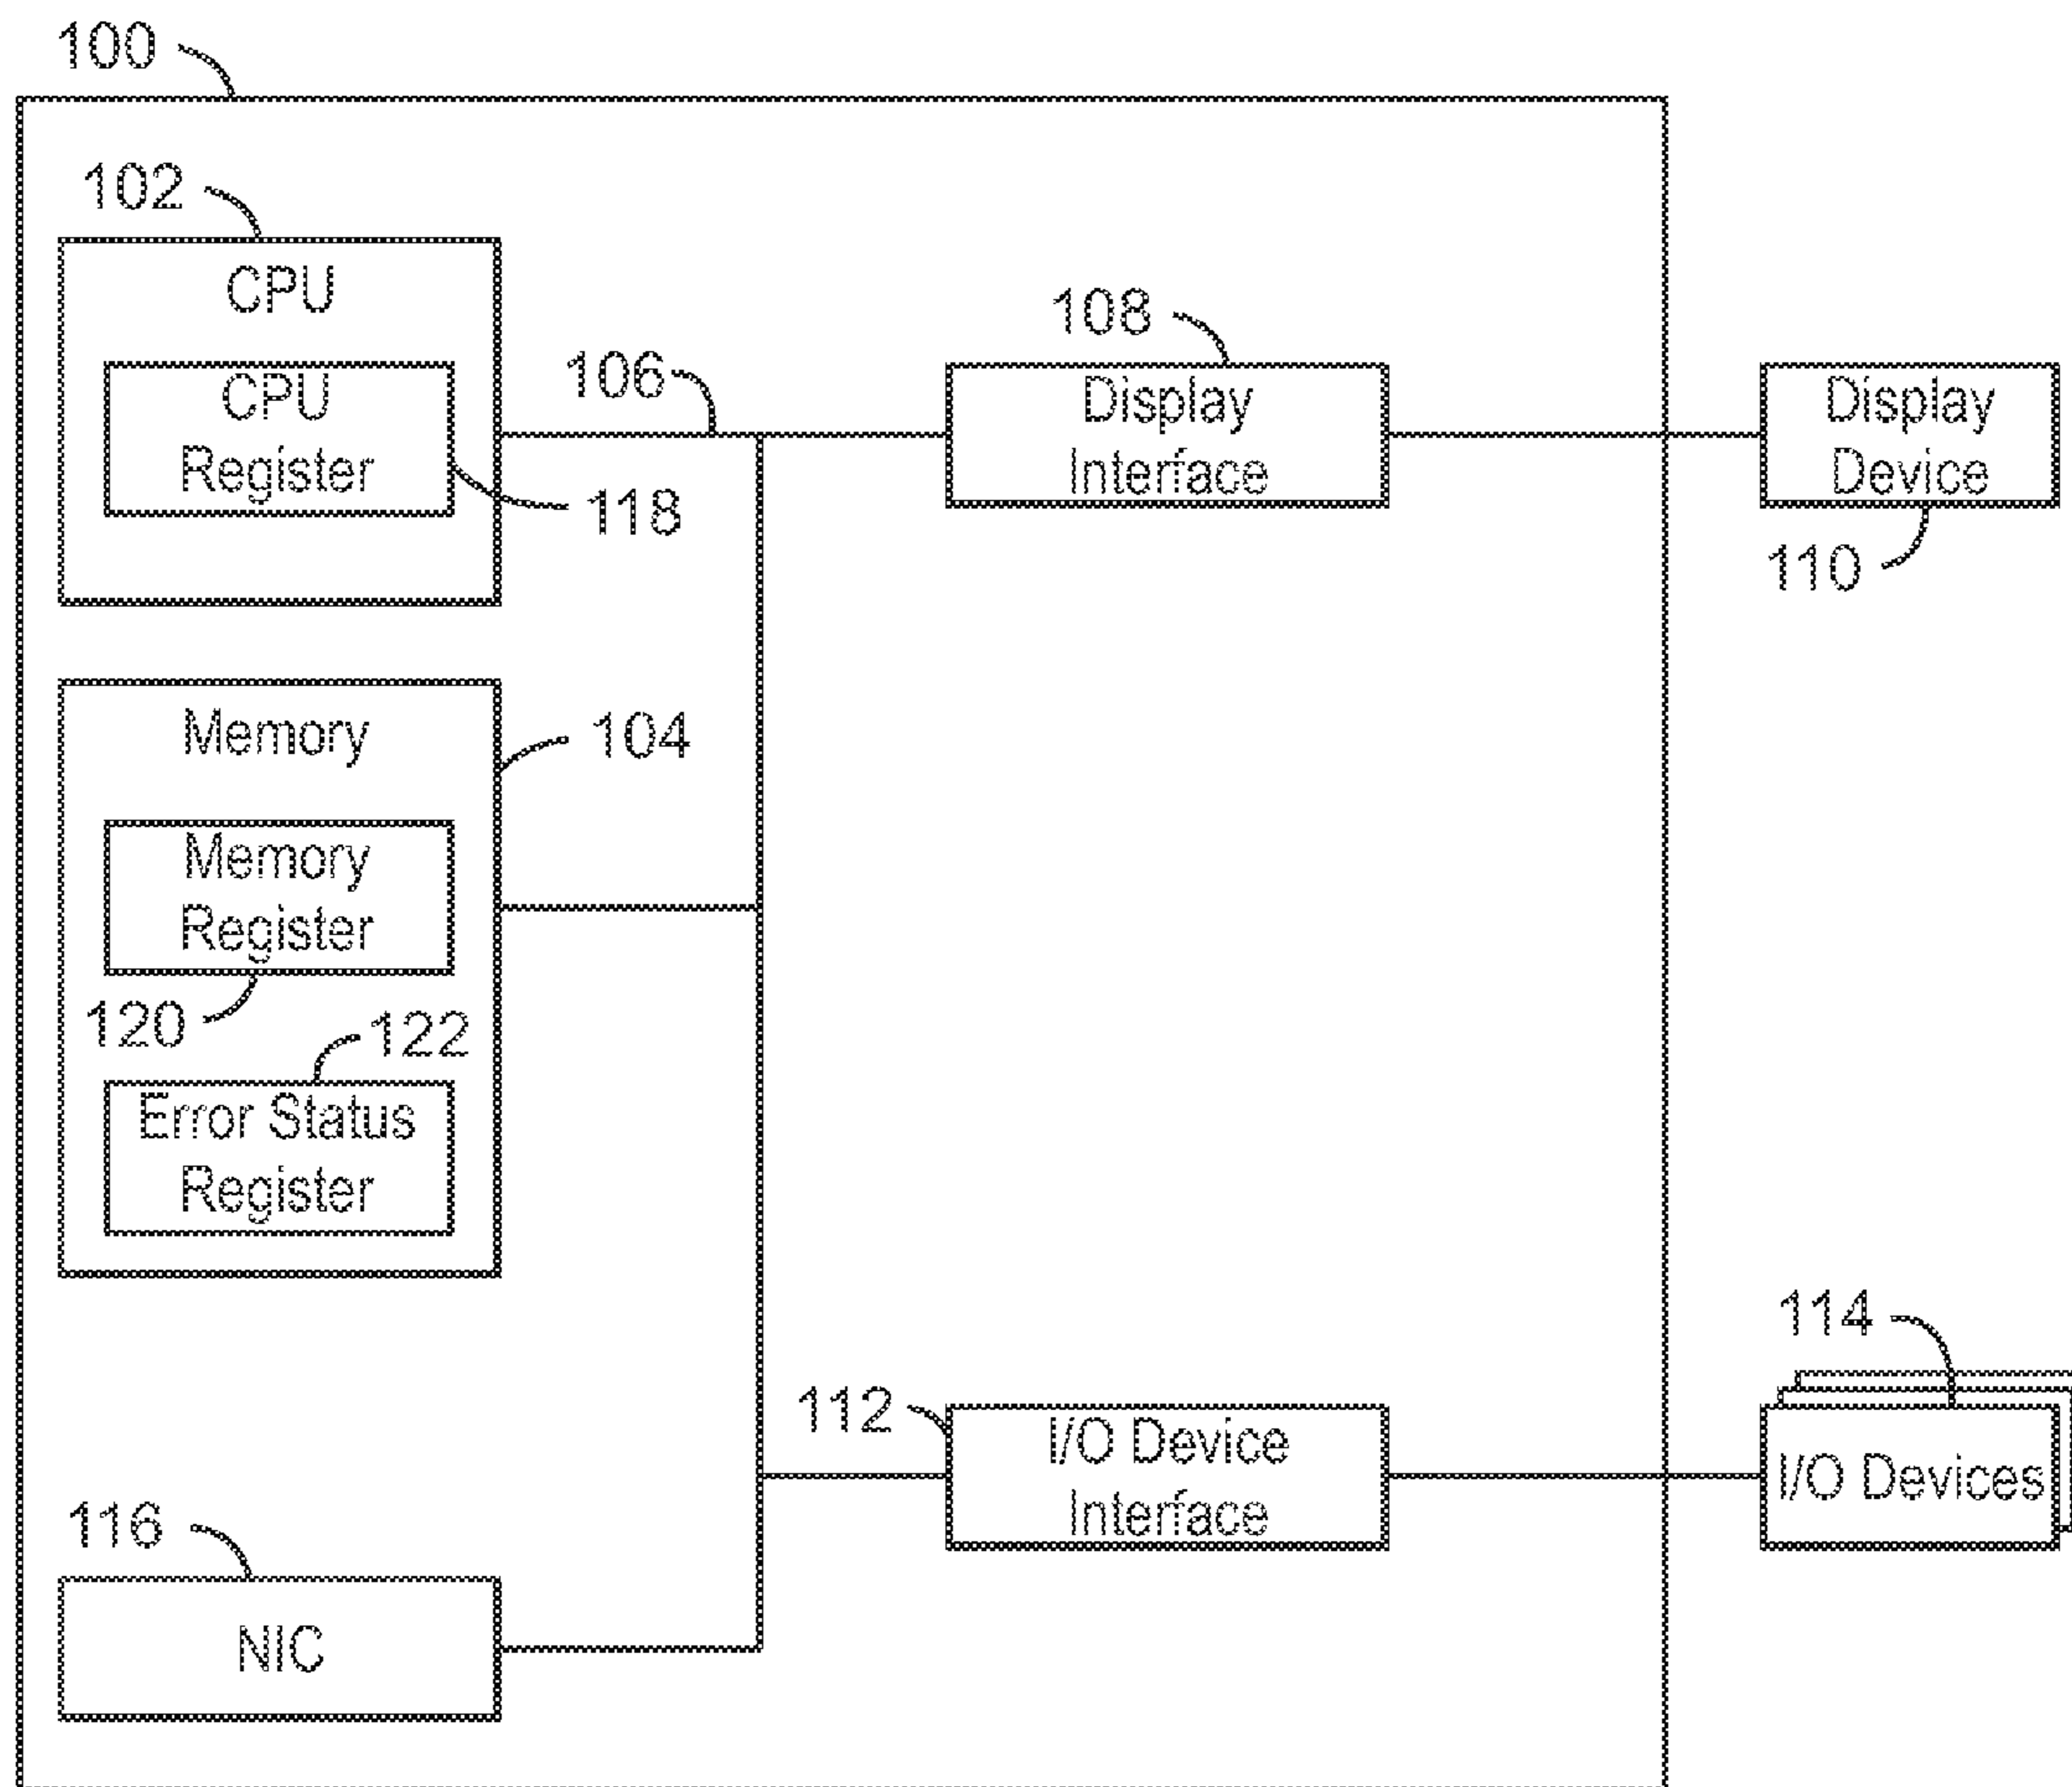 100
102
CPU
108
106
CPU
Register
Display
Interface
Display
Device
118
110
Memory
104
Memory
Register
120
122
Error Status
Register
114
112
I/O Device
Interface
I/O Devices
116
NIC